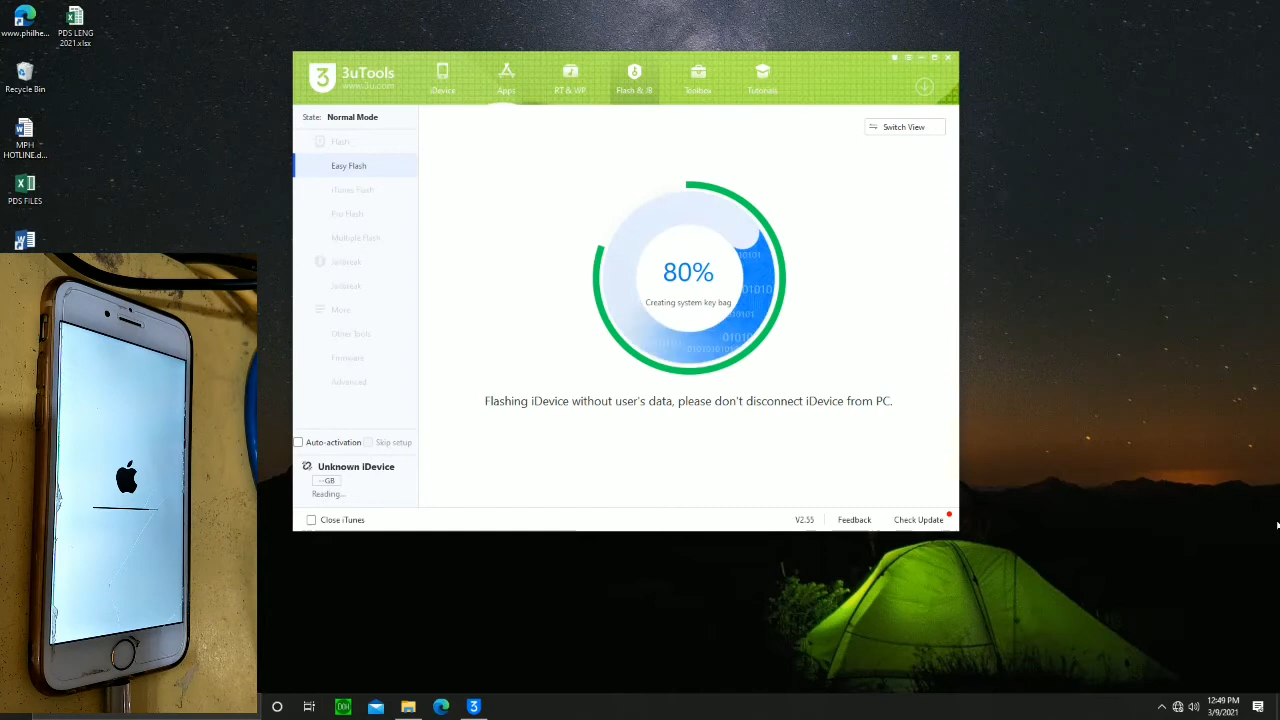 www.philhe...
PDS LENG
2021.xlsx
Recycle Bin
MPH
HOTLINE.d...
PDS FILES
3
3uTools
www.3u.com
iDevice
Apps
RT & WP
Flash & JB
Toolbox
Tutorials
State: Normal Mode
Switch View
Flash
Easy Flash
iTunes Flash
Pro Flash
Multiple Flash
Jailbreak
Jailbreak
More
Other Tools
Firmware
Advanced
80%
Creating system key bag
Flashing iDevice without user's data, please don't disconnect iDevice from PC.
Auto-activation Skip setup
Unknown iDevice
--GB
Reading...
Close iTunes
V2.55
Feedback
Check Update
DOH
3
12:49 PM
3/9/2021